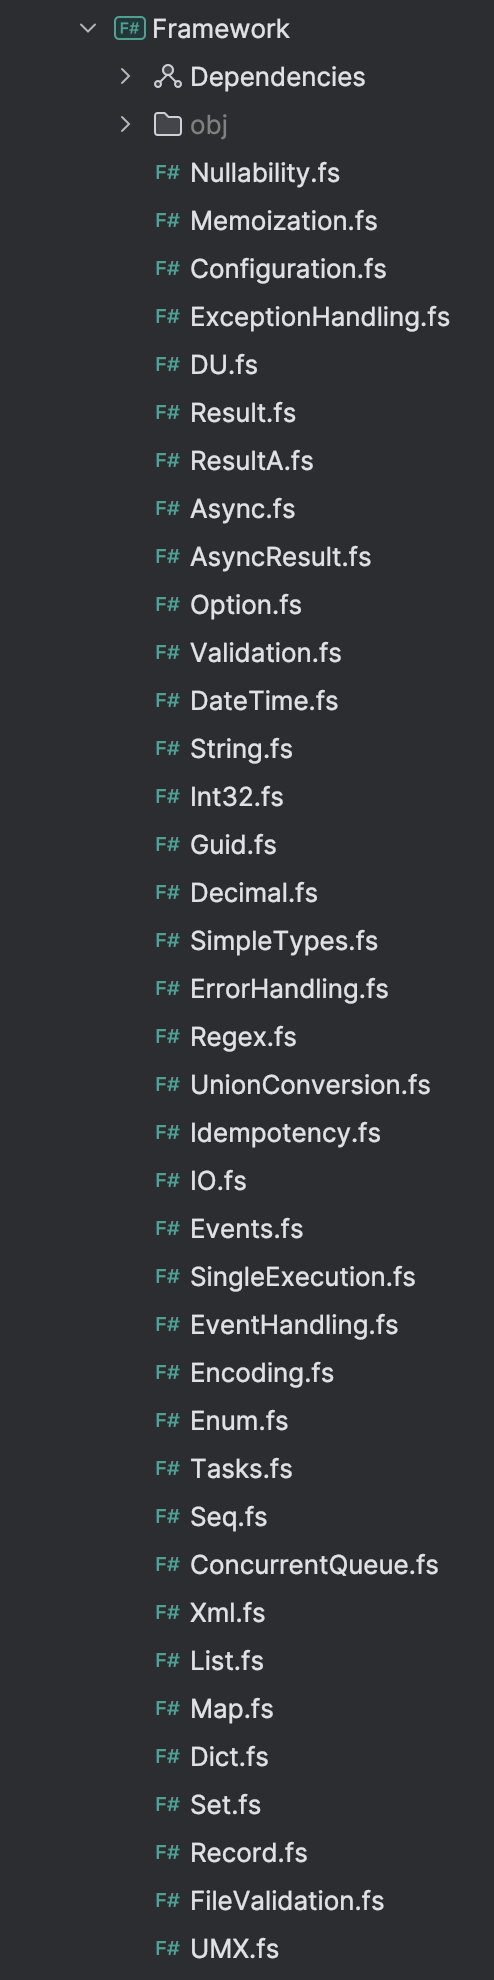 F# Framework
Dependencies
obj
F# Nullability.fs
F# Memoization.fs
F# Configuration.fs
F# ExceptionHandling.fs
F# DU.fs
F# Result.fs
F# ResultA.fs
F# Async.fs
F# AsyncResult.fs
F# Option.fs
F# Validation.fs
F# DateTime.fs
F# String.fs
F# Int32.fs
F# Guid.fs
F# Decimal.fs
F# SimpleTypes.fs
F# ErrorHandling.fs
F# Regex.fs
F# UnionConversion.fs
F# Idempotency.fs
F# IO.fs
F# Events.fs
F# SingleExecution.fs
F# EventHandling.fs
F# Encoding.fs
F# Enum.fs
F# Tasks.fs
F# Seq.fs
F# ConcurrentQueue.fs
F# Xml.fs
F# List.fs
F# Map.fs
F# Dict.fs
F# Set.fs
F# Record.fs
F# FileValidation.fs
F# UMX.fs